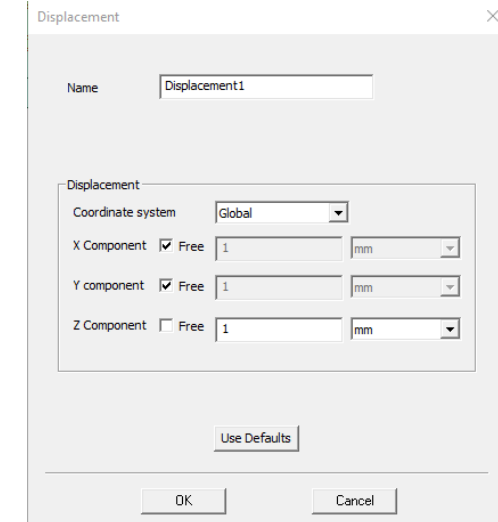 Displacement
Name Displacement1
Displacement
Coordinate system Global
X Component Free 1 mm
Y component Free 1 mm
Z Component Free 1 mm
Use Defaults
OK Cancel